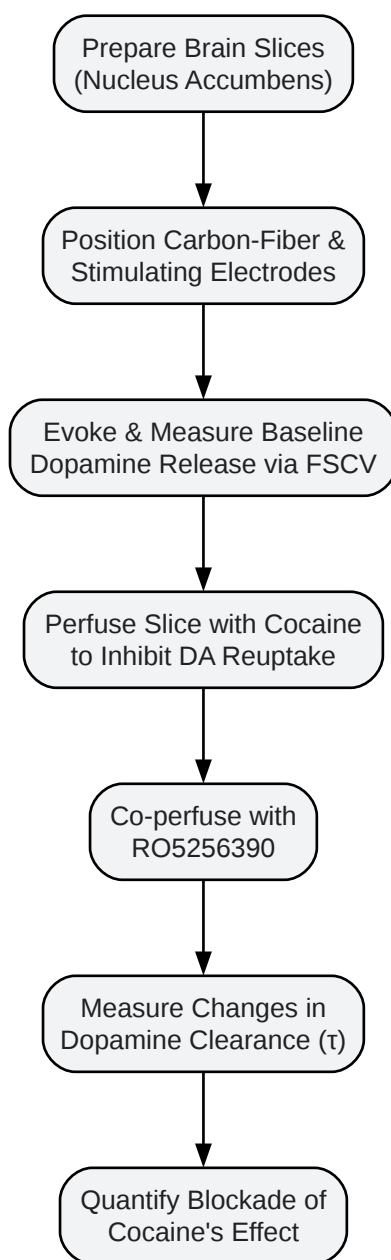 Prepare Brain Slices
(Nucleus Accumbens)
Position Carbon-Fiber &
Stimulating Electrodes
Evoke & Measure Baseline
Dopamine Release via FSCV
Perfuse Slice with Cocaine
to Inhibit DA Reuptake
Co-perfuse with
RO5256390
Measure Changes in
Dopamine Clearance (τ)
Quantify Blockade of
Cocaine's Effect